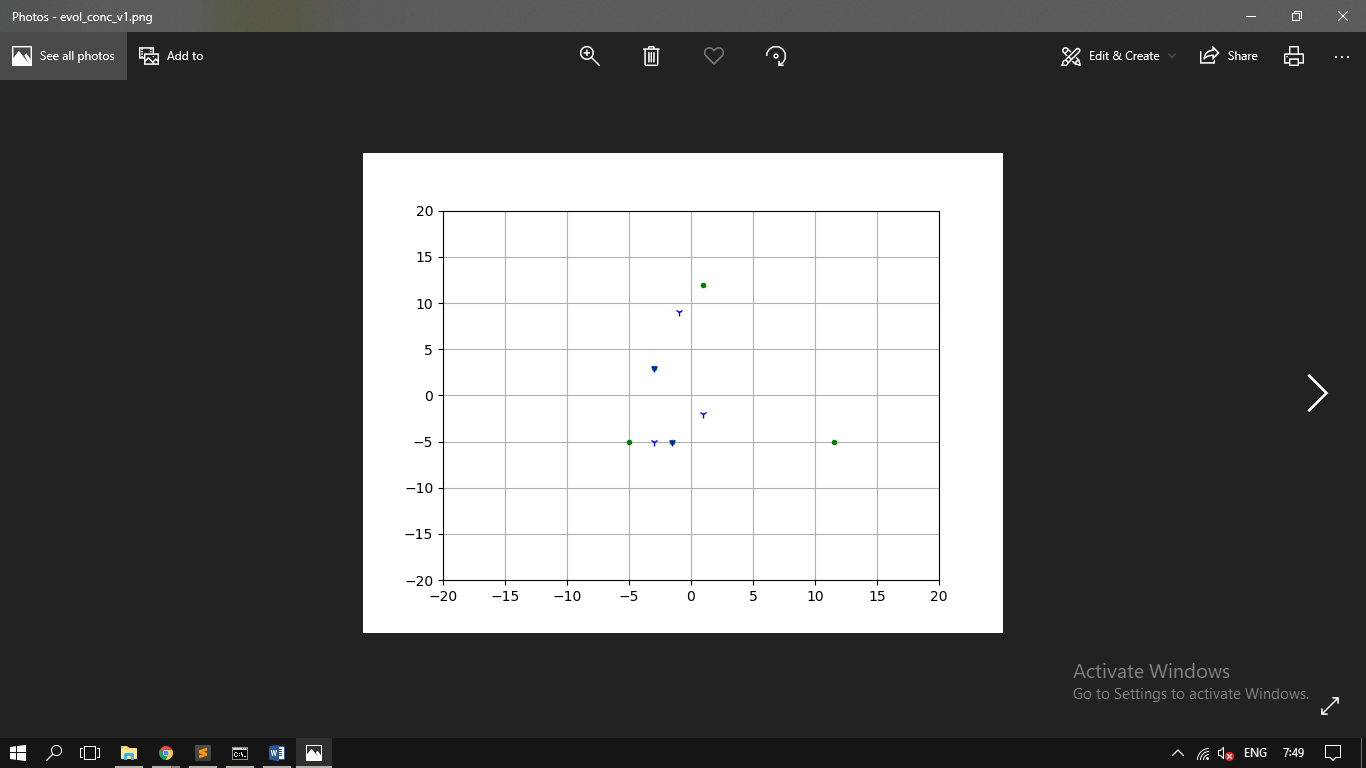 Photos - evol_conc_v1.png
See all photos
Add to
Edit & Create
Share
20
15
10
5
0
−5
−10
−15
−20
−20 −15 −10 −5 0 5 10 15 20
Activate Windows
Go to Settings to activate Windows.
ENG 7:49